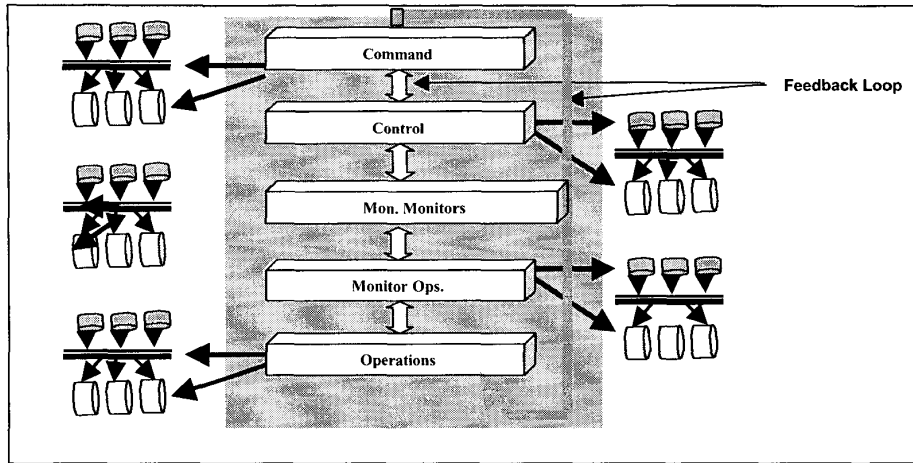 Command
Feedback Loop
Control
Mon. Monitors
Monitor Ops.
Operations